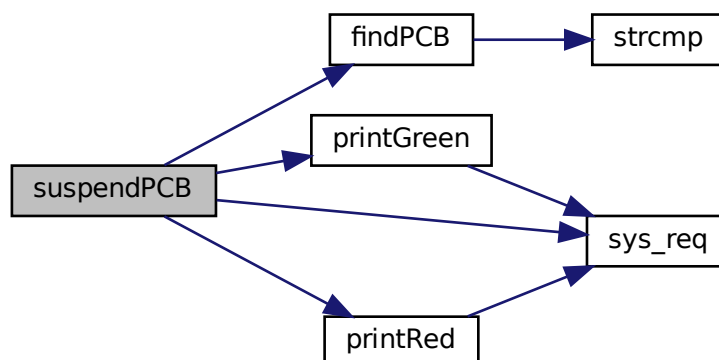 findPCB
strcmp
printGreen
suspendPCB
sys_req
printRed